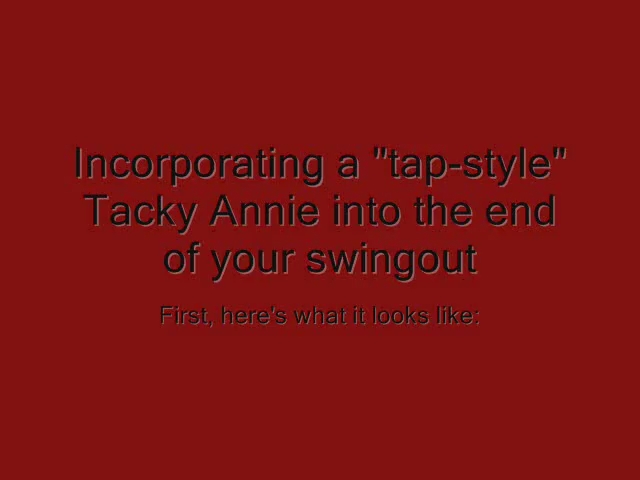 Incorporating a "tap-style"
Tacky Annie into the end
of your swingout
First, here's what it looks like: